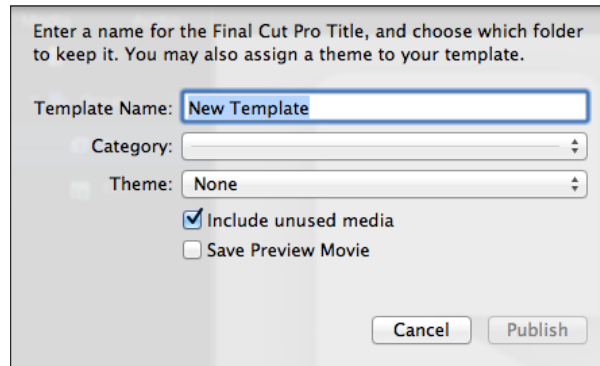 Enter a name for the Final Cut Pro Title, and choose which folder
to keep it. You may also assign a theme to your template.
Template Name: New Template
Category:
Theme: None
Include unused media
Save Preview Movie
Cancel Publish